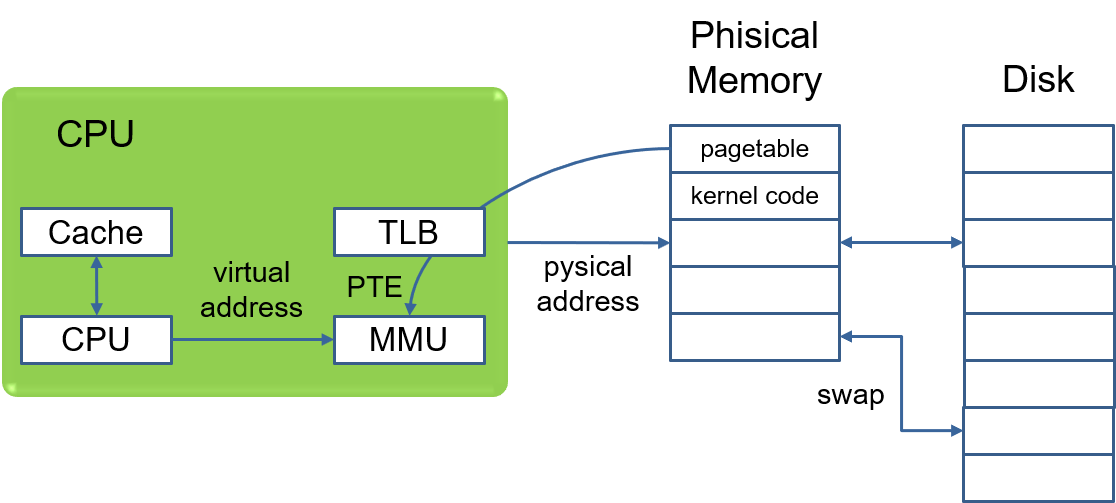 CPU
Cache
CPU
virtual
address
TLB
PTE
MMU
pysical
address
Phisical
Memory
pagetable
kernel code
swap
Disk